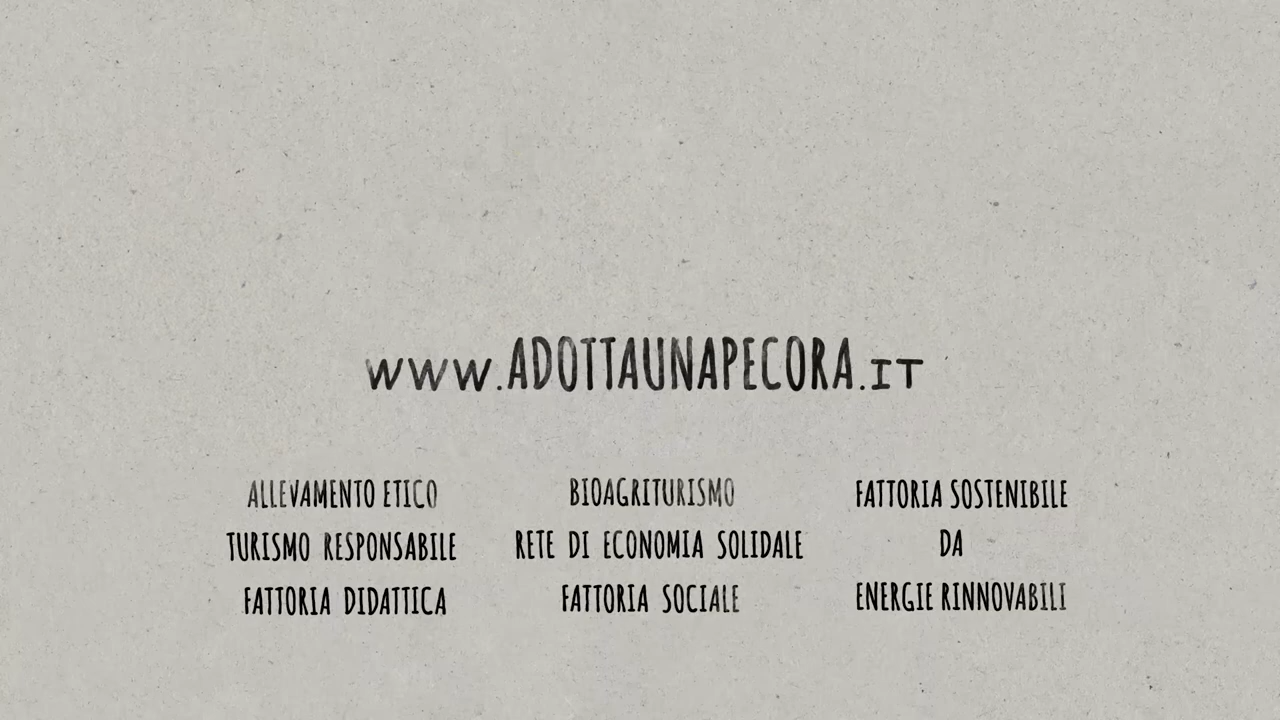 www.ADOTTAUNAPECORA.IT
ALLEVAMENTO ETICO
TURISMO RESPONSABILE
FATTORIA DIDATTICA
BIOAGRITURISMO
RETE DI ECONOMIA SOLIDALE
FATTORIA SOCIALE
FATTORIA SOSTENIBILE
DA
ENERGIE RINNOVABILI